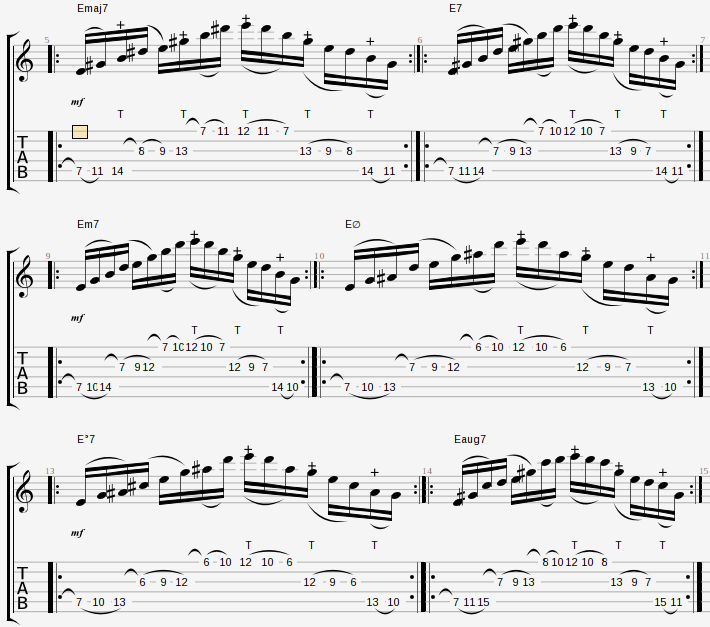 Emaj7 E7
5 6 7
mf
T T T T T T T T
7 11 12 11 7 7 10 12 10 7
T 8 9 13 13 9 8 7 9 13 13 9 7
A
B 7 11 14 14 11 7 11 14 14 11
Em7 E∅
9 10 11
mf
T T T T T T
7 10 12 10 7 6 10 12 10 6
T 7 9 12 12 9 7 7 9 12 12 9 7
A
B 7 10 14 14 10 7 10 13 13 10
E°7 Eaug7
13 14 15
mf
T T T T T T
6 10 12 10 6 8 10 12 10 8
T 6 9 12 12 9 6 7 9 13 13 9 7
A
B 7 10 13 13 10 7 11 15 15 11